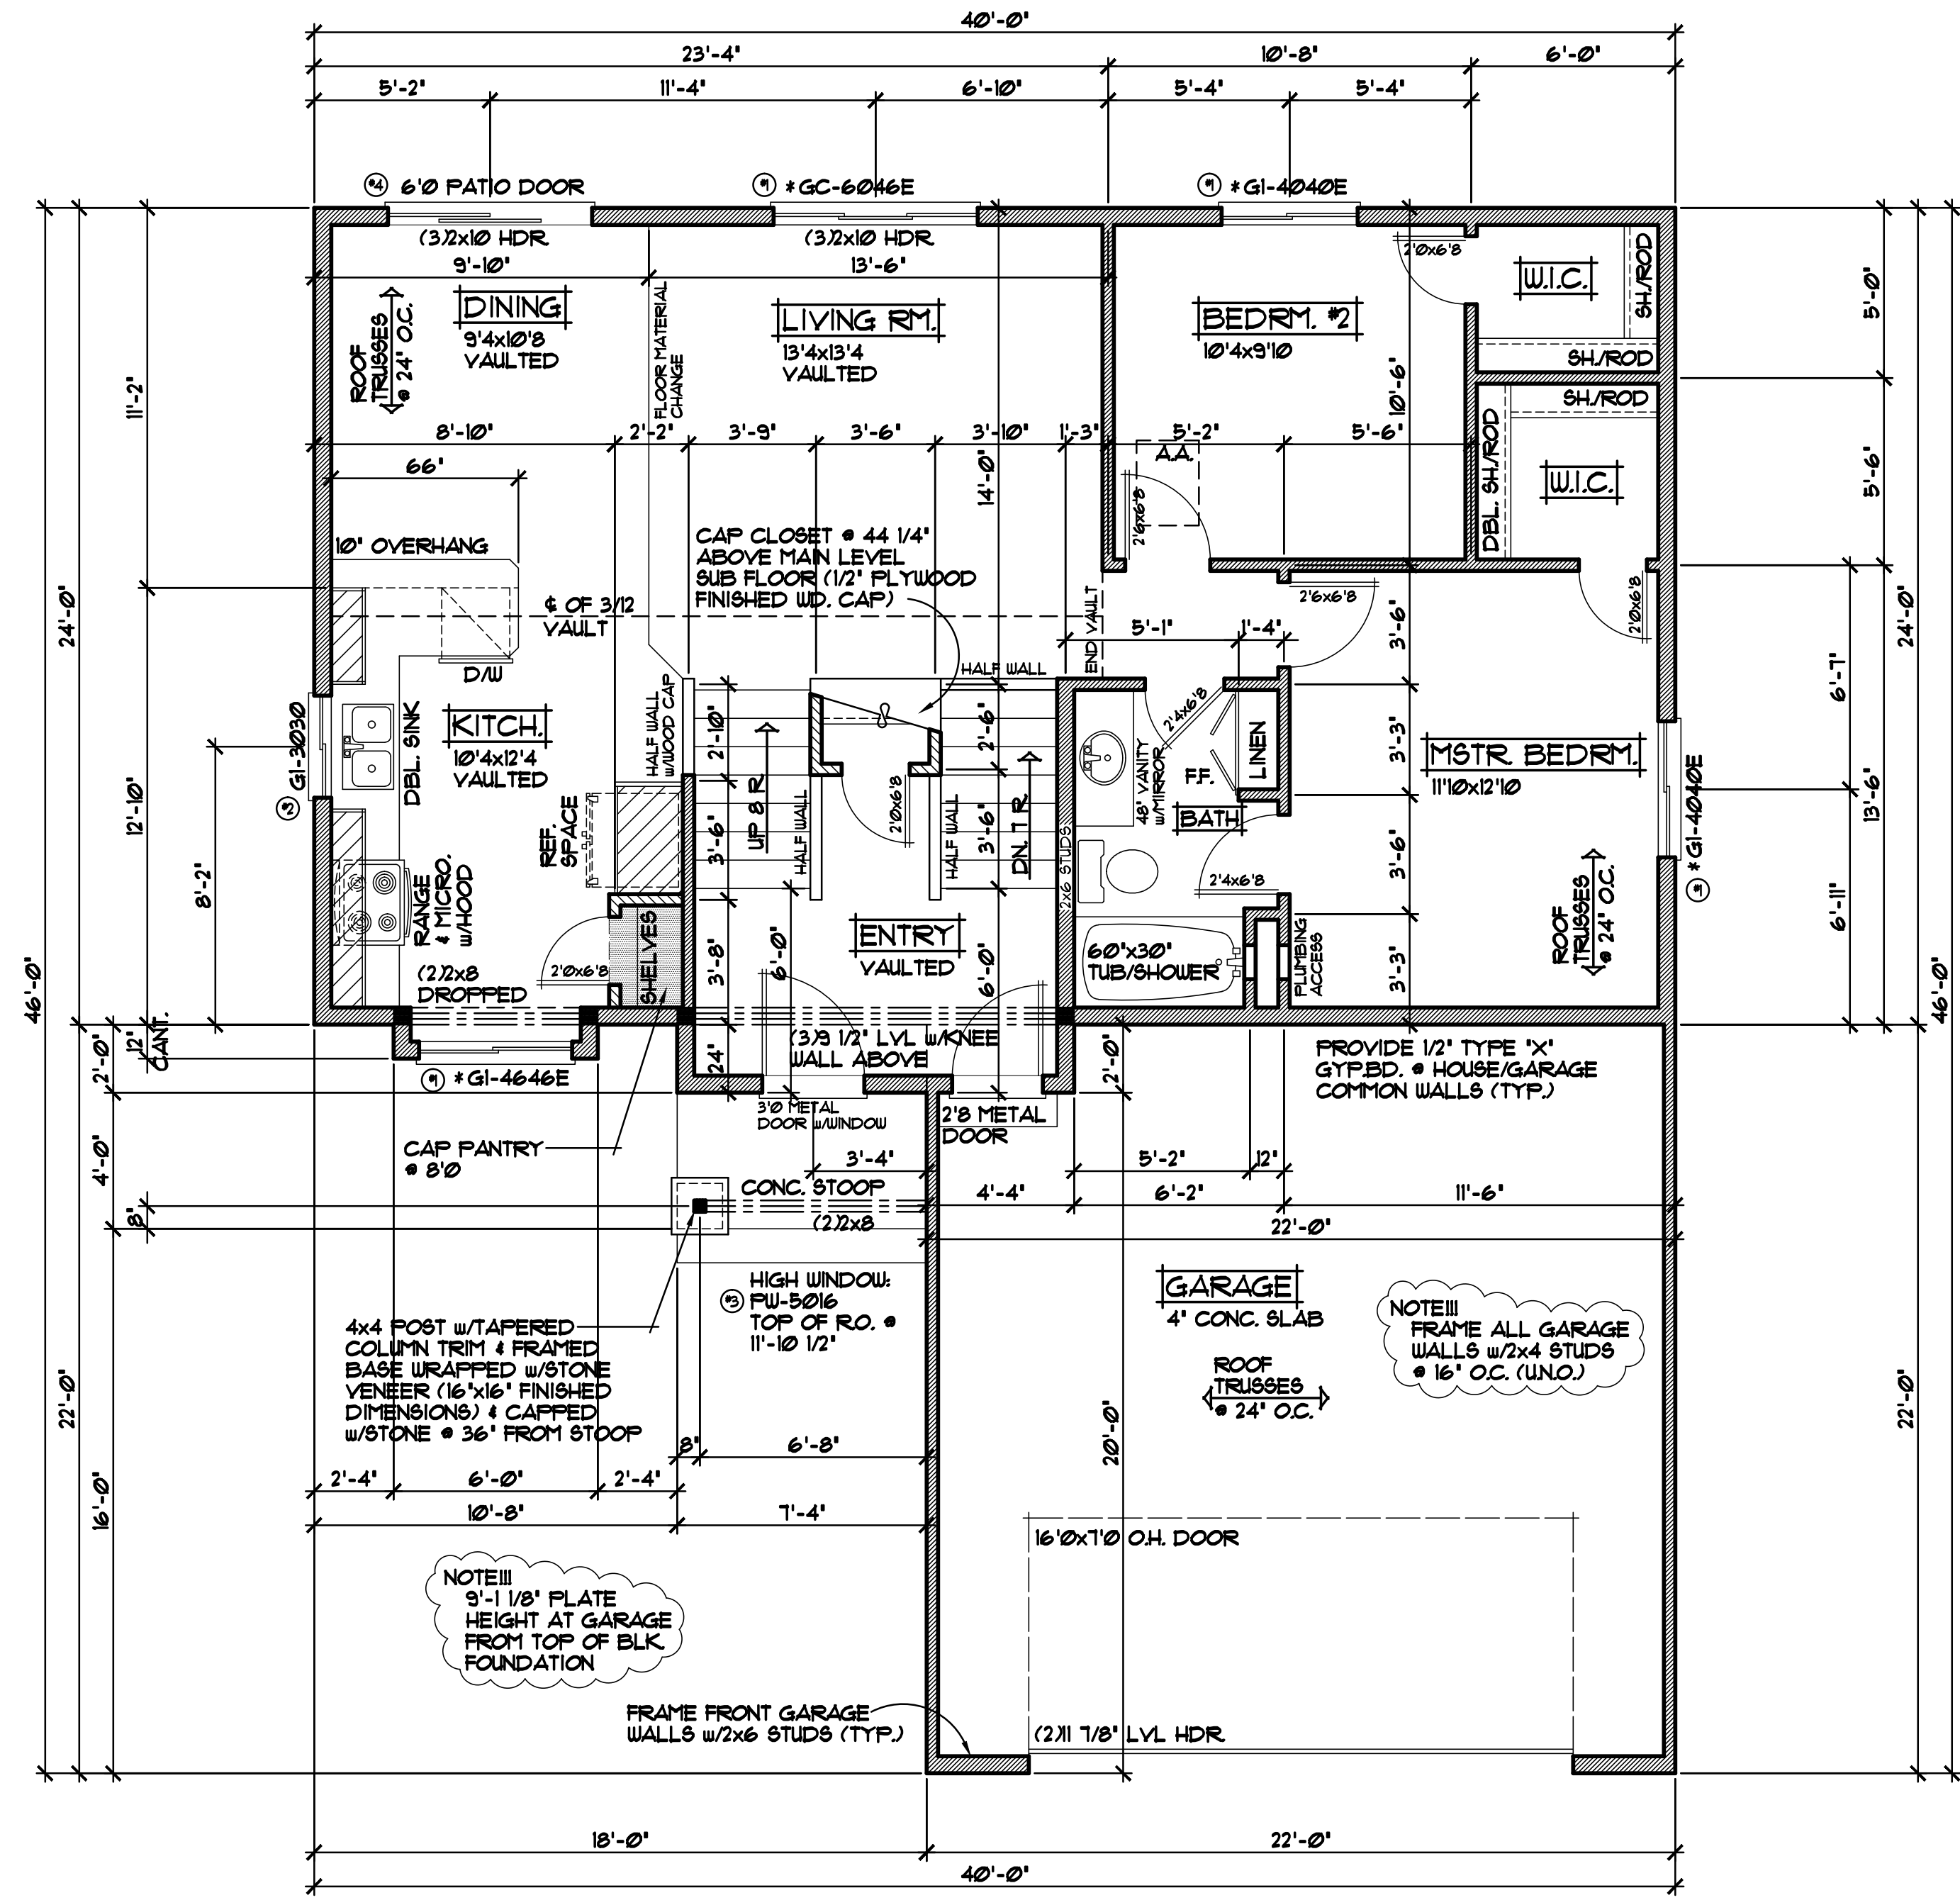 40'-0"
23'-4"
10'-8"
6'-0"
5'-2"
11'-4"
6'-10"
5'-4"
5'-4"
#4 6'0 PATIO DOOR
#1 *GC-6046E
#1 *G1-4040E
(3)2x10 HDR.
(3)2x10 HDR.
9'-10"
13'-6"
2'0x6'8
W.I.C.
SH./ROD
SH./ROD
ROOF
TRUSSES
@ 24" O.C.
DINING
9'4x10'8
VAULTED
FLOOR MATERIAL
CHANGE
LIVING RM.
13'4x13'4
VAULTED
BEDRM. #2
10'4x9'10
10'-6"
5'-0"
11'-2"
SH./ROD
DBL. SH./ROD
W.I.C.
5'-6"
8'-10"
2'-2"
3'-9"
3'-6"
3'-10"
1'-3"
5'-2"
5'-6"
A.A.
2'6x6'8
66"
14'-0"
10" OVERHANG
CAP CLOSET @ 44 1/4"
ABOVE MAIN LEVEL
SUB FLOOR (1/2" PLYWOOD
FINISHED WD. CAP)
℄ OF 3/12
VAULT
END VAULT
HALF WALL
5'-1"
1'-4"
2'6x6'8
2'0x6'8
3'-6"
24'-0"
24'-0"
6'-7"
D/W
G1-3030
#3
DBL. SINK
KITCH.
10'4x12'4
VAULTED
HALF WALL
w/WOOD CAP
2'-10"
UP 8 R
2'-6"
DN. 7 R
2'4x6'8
48" VANITY
w/MIRROR
F.F.
LINEN
BATH
3'-3"
MSTR. BEDRM.
11'10x12'10
#1 *G1-4040E
13'-6"
12'-10"
8'-2"
REF.
SPACE
3'-6"
HALF WALL
2'0x6'8
HALF WALL
3'-6"
2x6 STUDS
2'4x6'8
3'-6"
RANGE
& MICRO.
w/HOOD
ENTRY
VAULTED
ROOF
TRUSSES
@ 24" O.C.
6'-11"
46'-0"
46'-0"
2'0x6'8
SHELVES
3'-8"
6'-0"
6'-0"
60"x30"
TUB/SHOWER
PLUMBING
ACCESS
3'-3"
(2)2x8
DROPPED
2'-0"
12"
CANT.
24"
(3)9 1/2" LVL w/KNEE
WALL ABOVE
2'-0"
PROVIDE 1/2" TYPE "X"
GYP.BD. @ HOUSE/GARAGE
COMMON WALLS (TYP.)
#1 *G1-4646E
3'0 METAL
DOOR w/WINDOW
2'8 METAL
DOOR
CAP PANTRY
@ 8'0
4'-0"
8"
3'-4"
5'-2"
12"
CONC. STOOP
(2)2x8
4'-4"
6'-2"
11'-6"
22'-0"
#3 HIGH WINDOW:
PW-5016
TOP OF R.O. @
11'-10 1/2"
GARAGE
4" CONC. SLAB
NOTE!!!
FRAME ALL GARAGE
WALLS w/2x4 STUDS
@ 16" O.C. (U.N.O.)
4x4 POST w/TAPERED
COLUMN TRIM & FRAMED
BASE WRAPPED w/STONE
VENEER (16"x16" FINISHED
DIMENSIONS) & CAPPED
w/STONE @ 36" FROM STOOP
ROOF
TRUSSES
@ 24" O.C.
22'-0"
22'-0"
20'-0"
16'-0"
8"
6'-8"
2'-4"
6'-0"
2'-4"
10'-8"
7'-4"
16'0x7'0 O.H. DOOR
NOTE!!!
9'-1 1/8" PLATE
HEIGHT AT GARAGE
FROM TOP OF BLK.
FOUNDATION
FRAME FRONT GARAGE
WALLS w/2x6 STUDS (TYP.)
(2)11 7/8" LVL HDR.
18'-0"
22'-0"
40'-0"